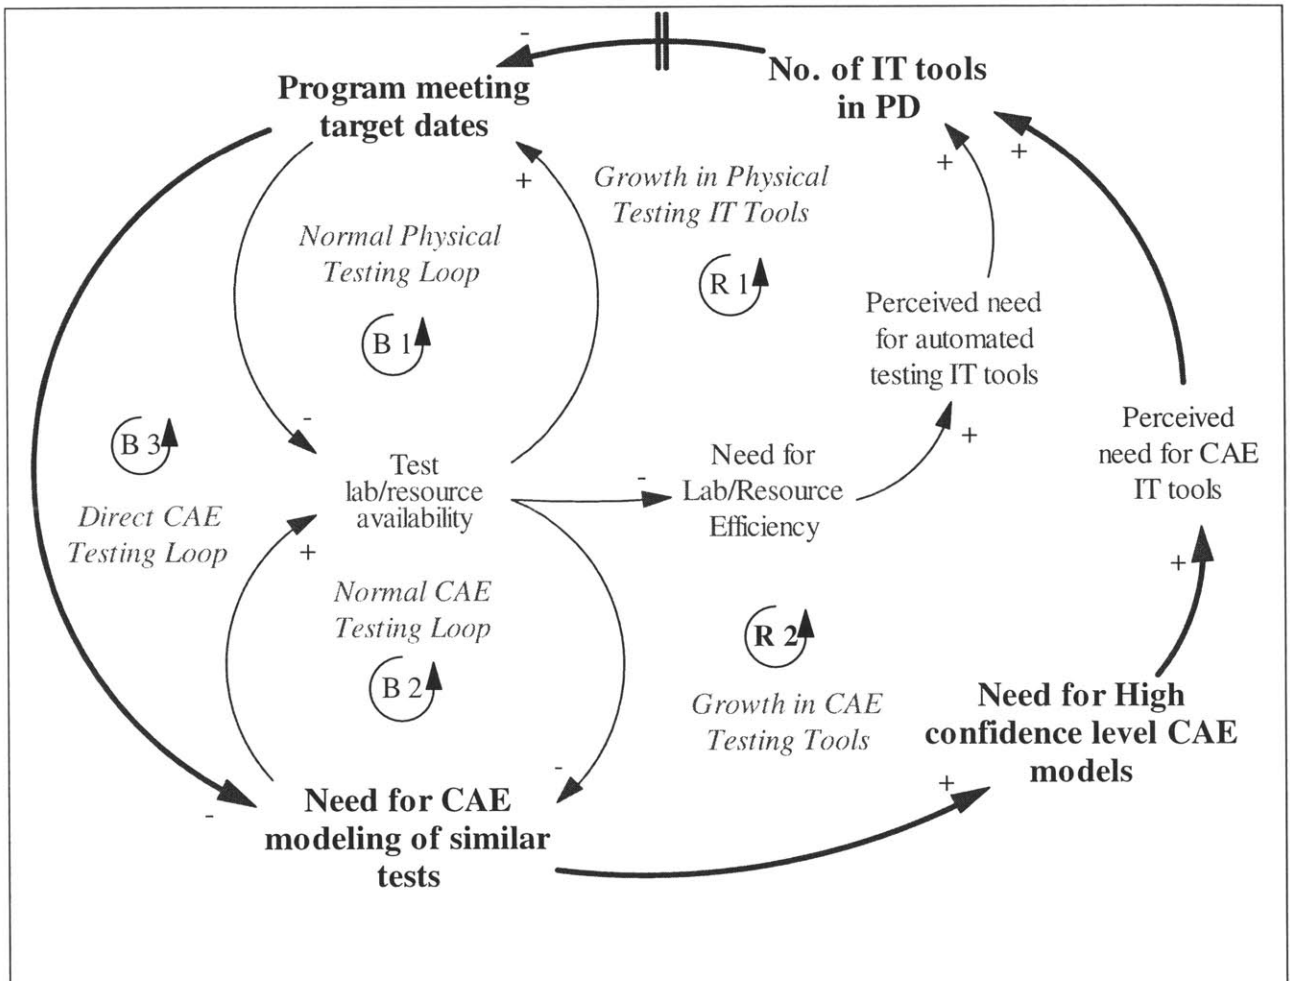 -
Program meeting
target dates
No. of IT tools
in PD
+
+
+
Growth in Physical
Testing IT Tools
R 1
Normal Physical
Testing Loop
B 1
Perceived need
for automated
testing IT tools
-
B 3
Direct CAE
Testing Loop
Test
lab/resource
availability
-
Need for
Lab/Resource
Efficiency
+
Perceived
need for CAE
IT tools
+
+
Normal CAE
Testing Loop
B 2
R 2
Growth in CAE
Testing Tools
Need for High
confidence level CAE
models
-
-
+
Need for CAE
modeling of similar
tests